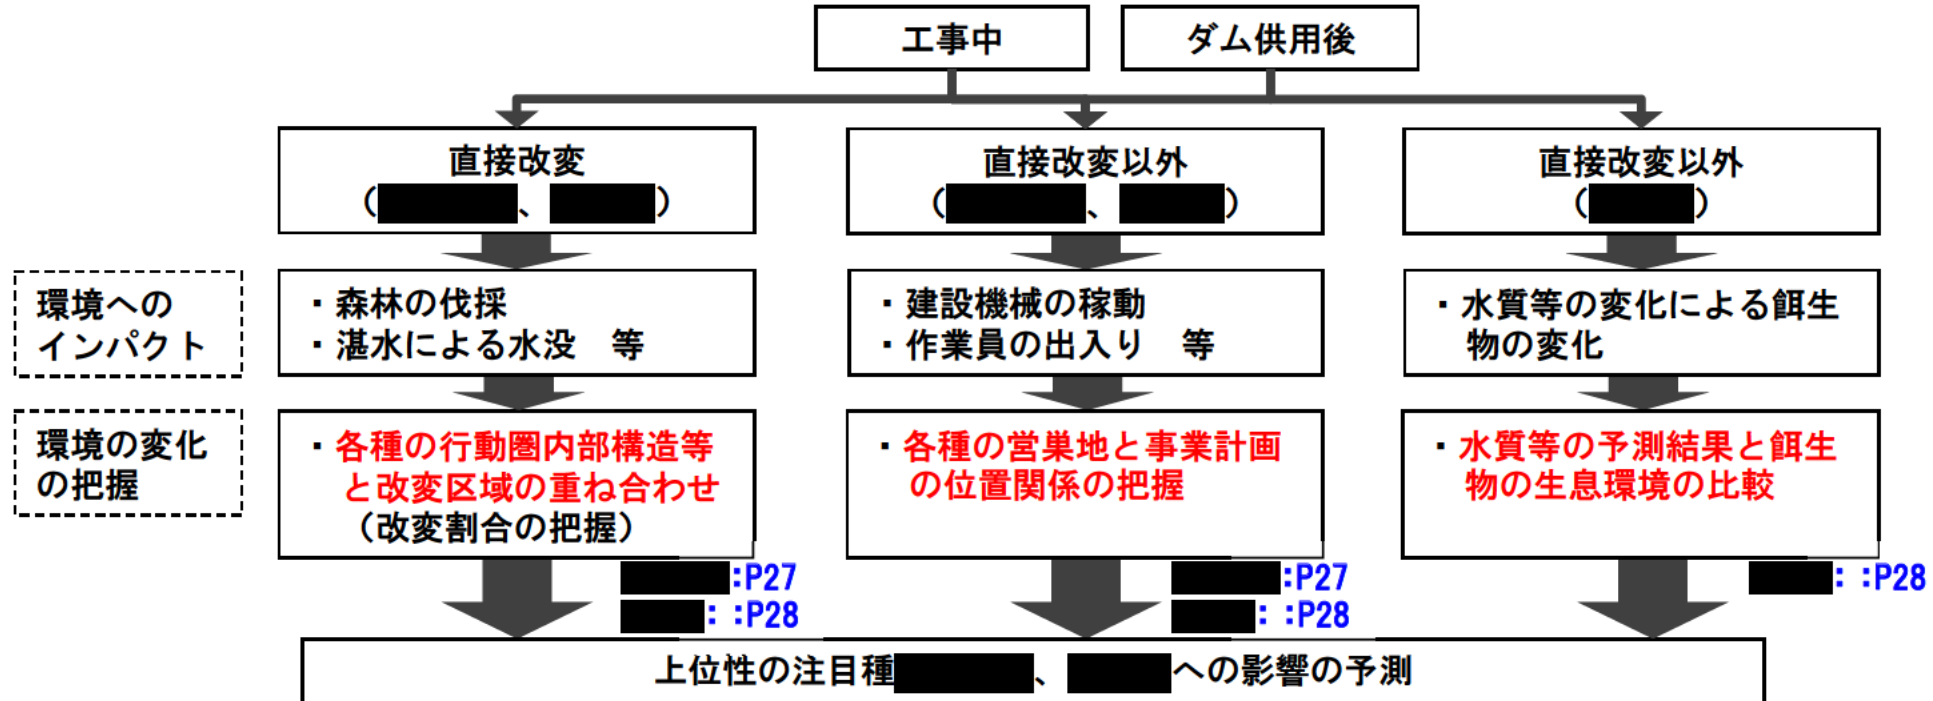 工事中
ダム供用後
直接改変
(、)
直接改変以外
(、)
直接改変以外
()
環境への
インパクト
・森林の伐採
・湛水による水没 等
・建設機械の稼動
・作業員の出入り 等
・水質等の変化による餌生
物の変化
環境の変化
の把握
・各種の行動圏内部構造等
と改変区域の重ね合わせ
（改変割合の把握）
・各種の営巣地と事業計画
の位置関係の把握
・水質等の予測結果と餌生
物の生息環境の比較
:P27
: :P28
:P27
: :P28
: :P28
上位性の注目種、への影響の予測